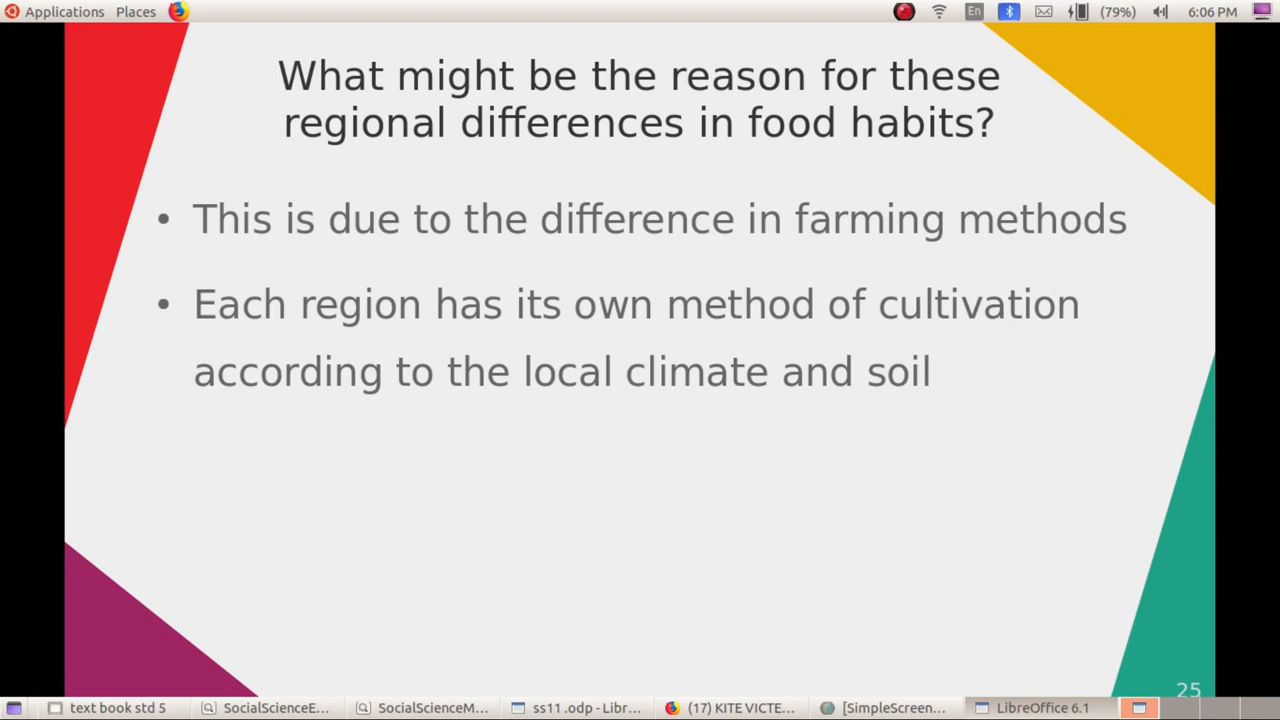 Applications Places En (79%) 6:06 PM
What might be the reason for these
regional differences in food habits?
• This is due to the difference in farming methods
• Each region has its own method of cultivation
according to the local climate and soil
25
text book std 5 SocialScienceE... SocialScienceM... ss11.odp - Libr... (17) KITE VICTE... [SimpleScreen... LibreOffice 6.1